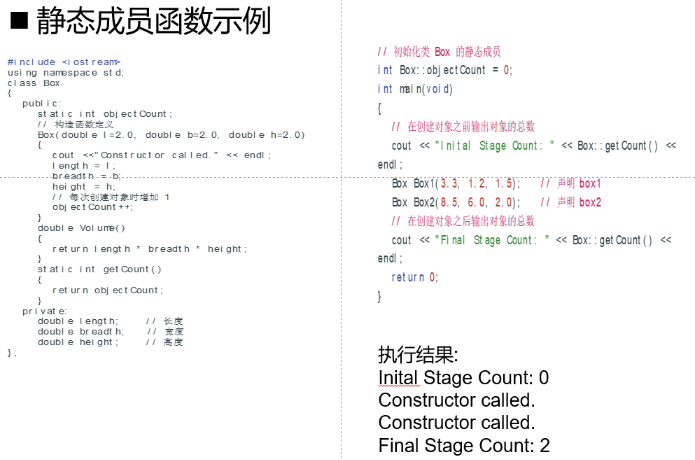 ■ 静态成员函数示例
#include <iostream>
using namespace std;
class Box
{
public:
static int objectCount;
// 构造函数定义
Box(double l=2.0, double b=2.0, double h=2.0)
{
cout <<"Constructor called." << endl;
length = l;
breadth = b;
height = h;
// 每次创建对象时增加 1
objectCount++;
}
double Volume()
{
return length * breadth * height;
}
static int getCount()
{
return objectCount;
}
private:
double length; // 长度
double breadth; // 宽度
double height; // 高度
};
// 初始化类 Box 的静态成员
int Box::objectCount = 0;
int main(void)
{
// 在创建对象之前输出对象的总数
cout << "Inital Stage Count: " << Box::getCount() <<
endl;
Box Box1(3.3, 1.2, 1.5); // 声明 box1
Box Box2(8.5, 6.0, 2.0); // 声明 box2
// 在创建对象之后输出对象的总数
cout << "Final Stage Count: " << Box::getCount() <<
endl;
return 0;
}
执行结果:
Inital Stage Count: 0
Constructor called.
Constructor called.
Final Stage Count: 2